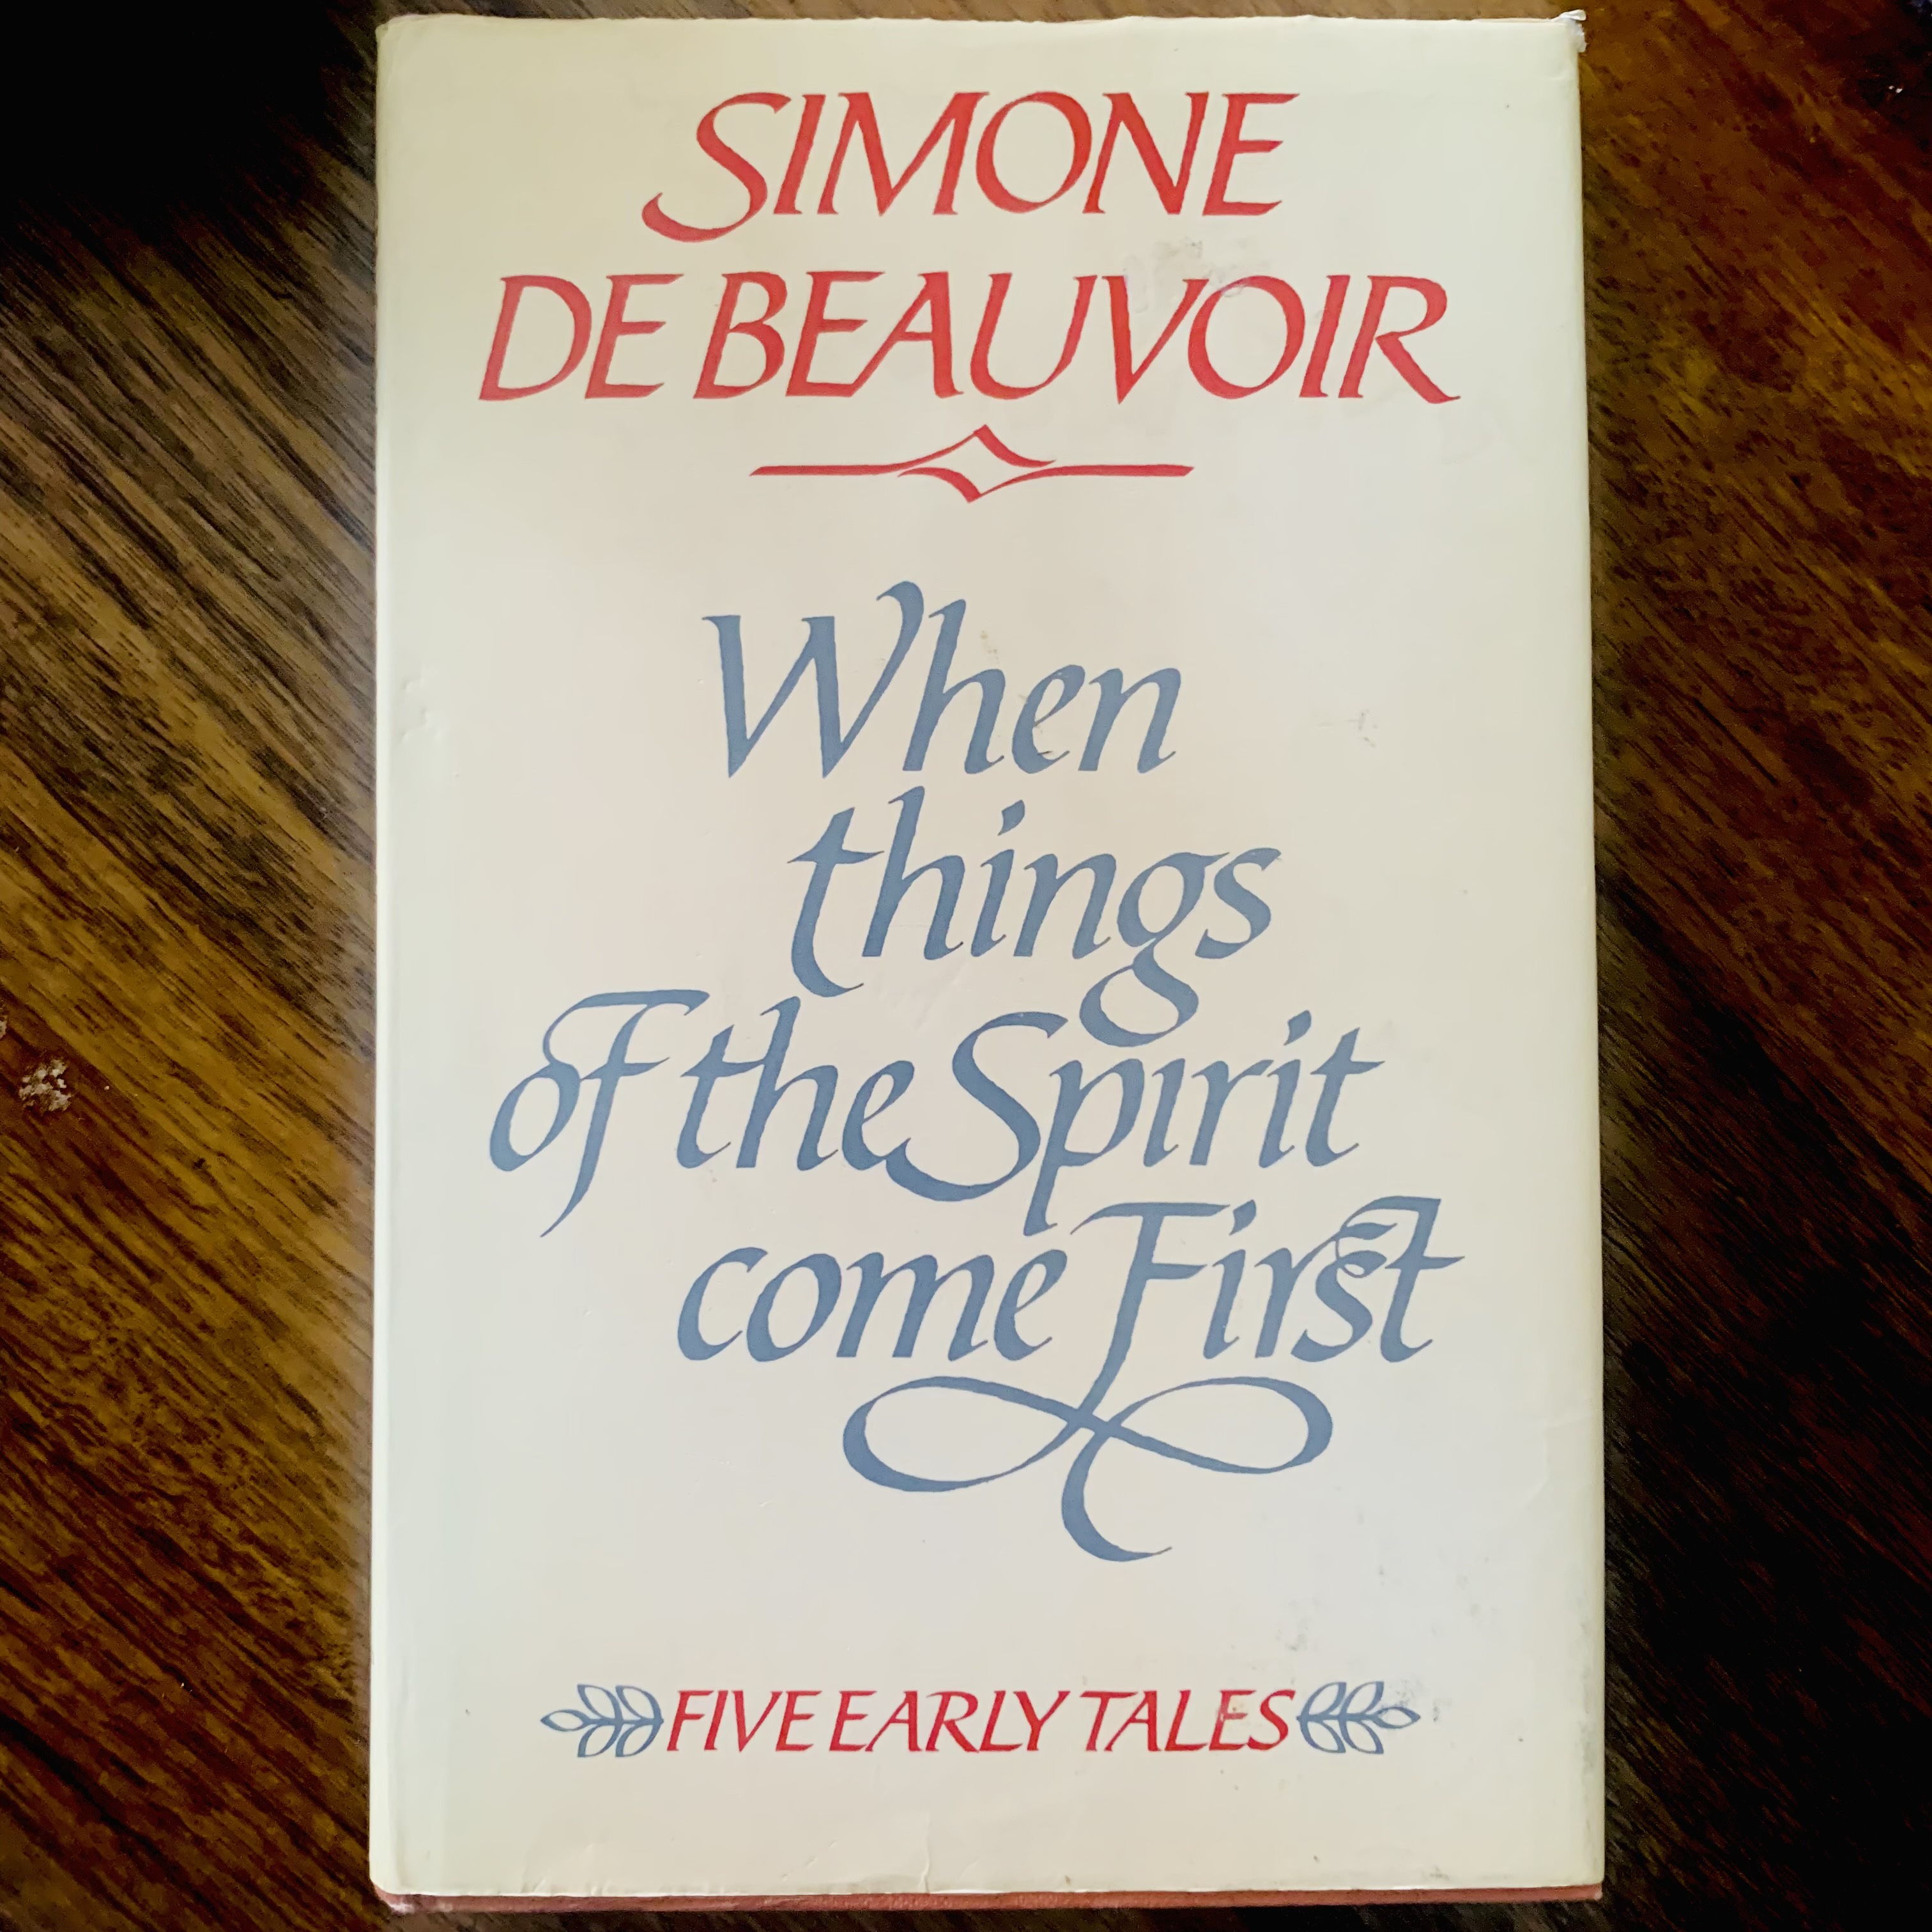 SIMONE
DE BEAUVOIR
When
things
of the Spirit
come First
FIVE EARLY TALES